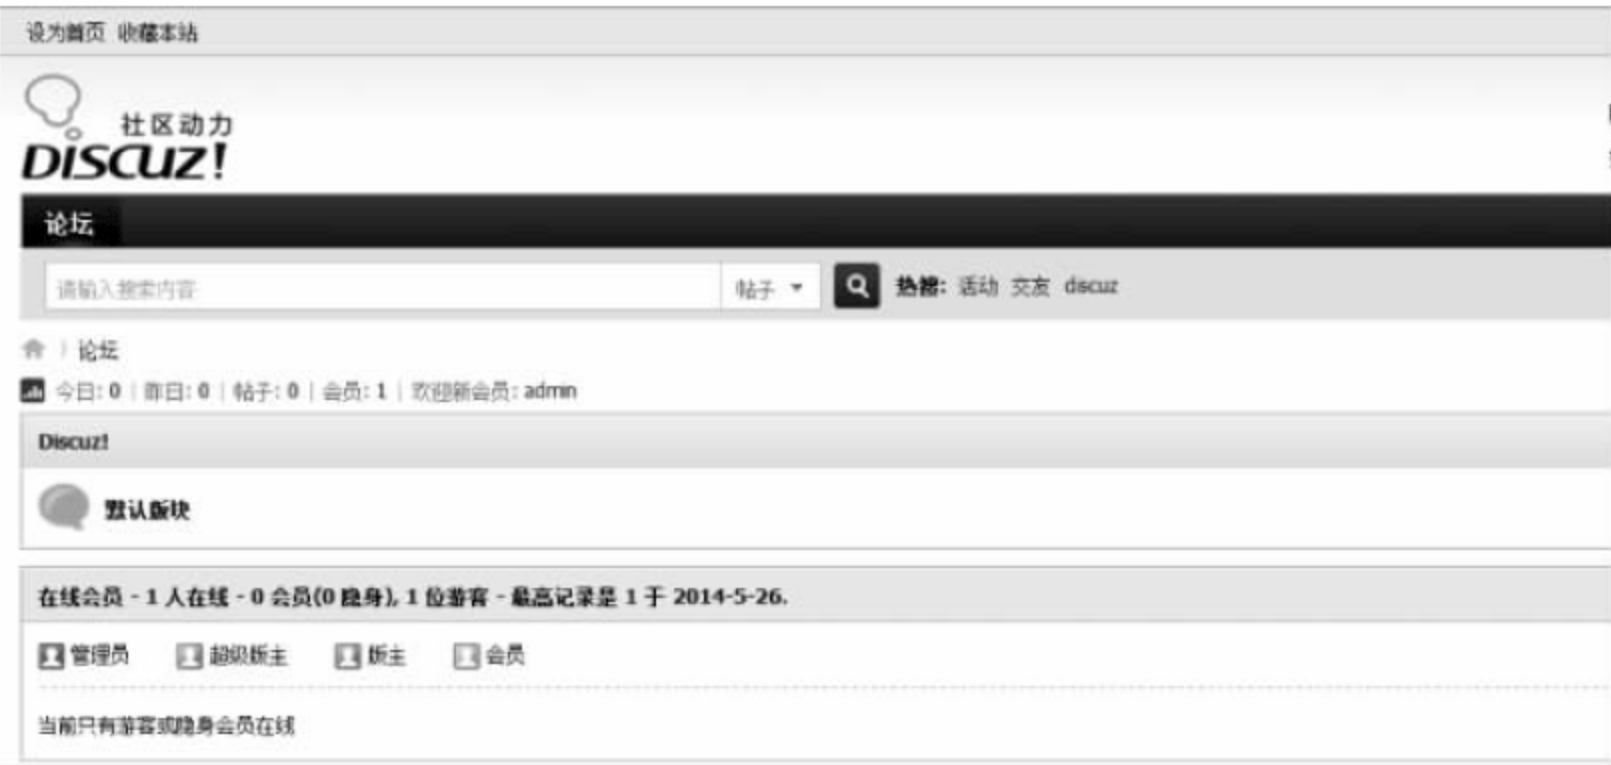 设为首页 收藏本站
社区动力
DISCUZ!
论坛
请输入搜索内容 帖子 热搜: 活动 交友 discuz
论坛
今日: 0 | 昨日: 0 | 帖子: 0 | 会员: 1 | 欢迎新会员: admin
Discuz!
默认版块
在线会员 - 1 人在线 - 0 会员(0 隐身), 1 位游客 - 最高记录是 1 于 2014-5-26.
管理员 超级版主 版主 会员
当前只有游客或隐身会员在线